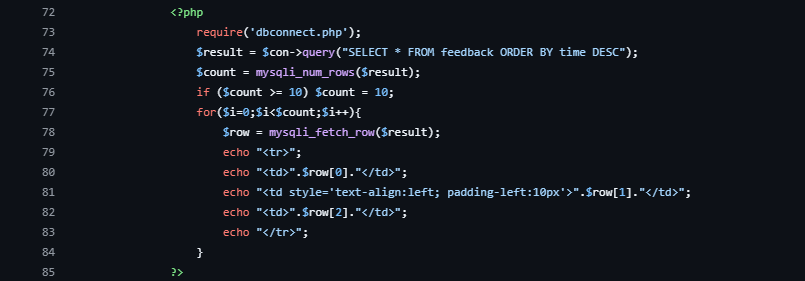 72 <?php
73 require('dbconnect.php');
74 $result = $con->query("SELECT * FROM feedback ORDER BY time DESC");
75 $count = mysqli_num_rows($result);
76 if ($count >= 10) $count = 10;
77 for($i=0;$i<$count;$i++){
78 $row = mysqli_fetch_row($result);
79 echo "<tr>";
80 echo "<td>".$row[0]."</td>";
81 echo "<td style='text-align:left; padding-left:10px'>".$row[1]."</td>";
82 echo "<td>".$row[2]."</td>";
83 echo "</tr>";
84 }
85 ?>